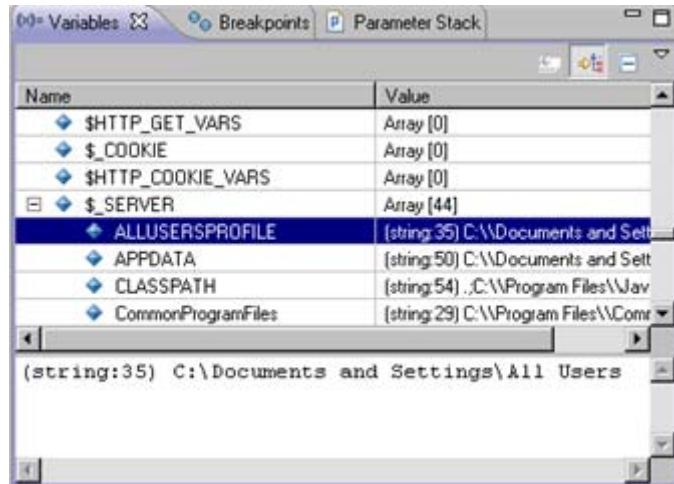 (x)= Variables Breakpoints Parameter Stack
Name Value
$HTTP_GET_VARS Array [0]
$_COOKIE Array [0]
$HTTP_COOKIE_VARS Array [0]
$_SERVER Array [44]
ALLUSERSPROFILE (string:35) C:\\Documents and Sett
APPDATA (string:50) C:\\Documents and Sett
CLASSPATH (string:54) .;C:\\Program Files\\Jav
CommonProgramFiles (string:29) C:\\Program Files\\Comr
(string:35) C:\Documents and Settings\All Users